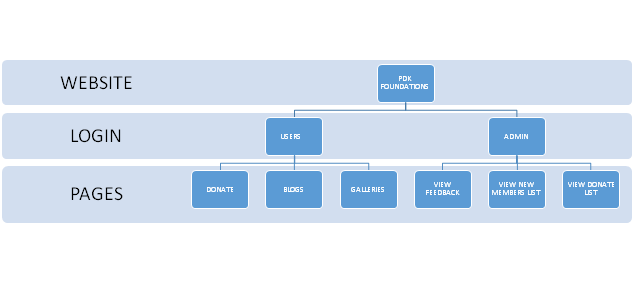 WEBSITE
PDK
FOUNDATIONS
LOGIN
USERS
ADMIN
PAGES
DONATE
BLOGS
GALLERIES
VIEW
FEEDBACK
VIEW NEW
MEMBERS LIST
VIEW DONATE
LIST